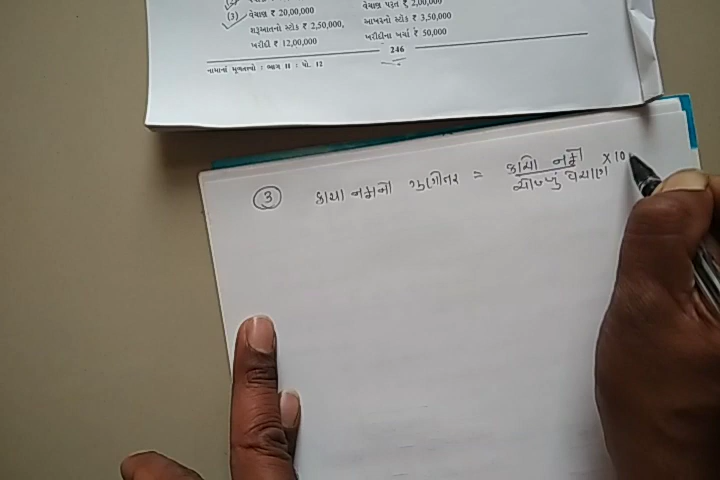 (3) વેચાણ ₹ 20,00,000
શરૂઆતનો સ્ટૉક ₹ 2,50,000,
ખરીદી ₹ 12,00,000
વેચાણ પરત ₹ 2,00,000
આખરનો સ્ટૉક ₹ 3,50,000
ખરીદીના ખર્ચા ₹ 50,000
246
નામાનાં મૂળતત્ત્વો : ભાગ II : ધો. 12
3 કાચા નફાનો ગુણોત્તર = કાચો નફો X 10
ચોખ્ખું વેચાણ